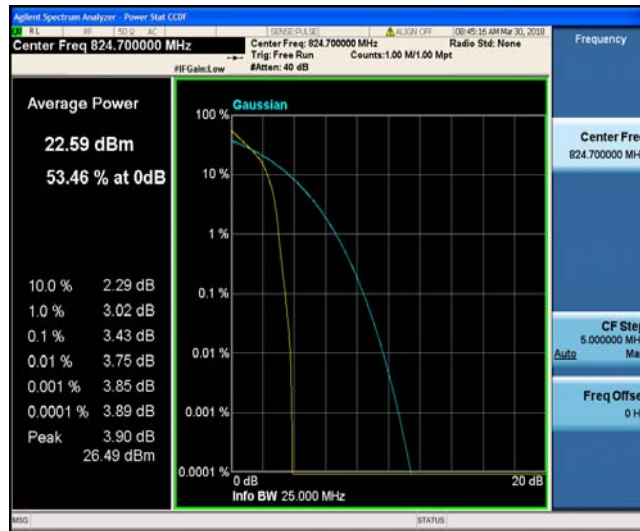 Agilent Spectrum Analyzer - Power Stat CCDF
RL RF 50 Ω AC SENSE:PULSE ALIGN OFF 08:45:16 AM Mar 30, 2018
Center Freq 824.700000 MHz
Center Freq: 824.700000 MHz Radio Std: None
Trig: Free Run Counts:1.00 M/1.00 Mpt
#IFGain:Low #Atten: 40 dB
Frequency
Average Power
22.59 dBm
53.46 % at 0dB
10.0 % 2.29 dB
1.0 % 3.02 dB
0.1 % 3.43 dB
0.01 % 3.75 dB
0.001 % 3.85 dB
0.0001 % 3.89 dB
Peak 3.90 dB
26.49 dBm
Gaussian
100 %
10 %
1 %
0.1 %
0.01 %
0.001 %
0.0001 %
0 dB 20 dB
Info BW 25.000 MHz
Center Fre
824.700000 MH
CF Ste
5.000000 MH
Auto Ma
Freq Offse
0 H
MSG STATUS